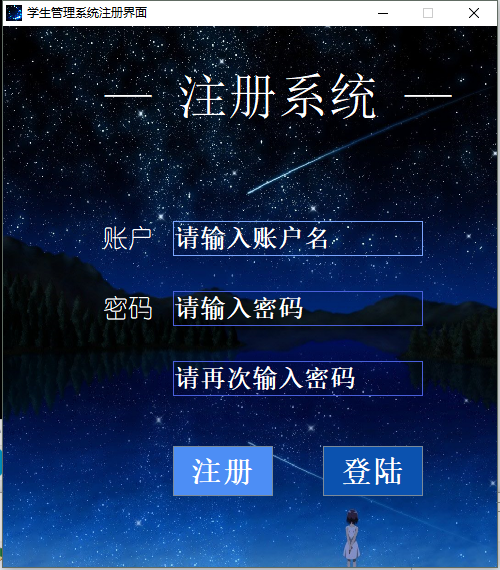 学生管理系统注册界面
— 注册系统 —
账户 请输入账户名
密码 请输入密码
请再次输入密码
注册 登陆